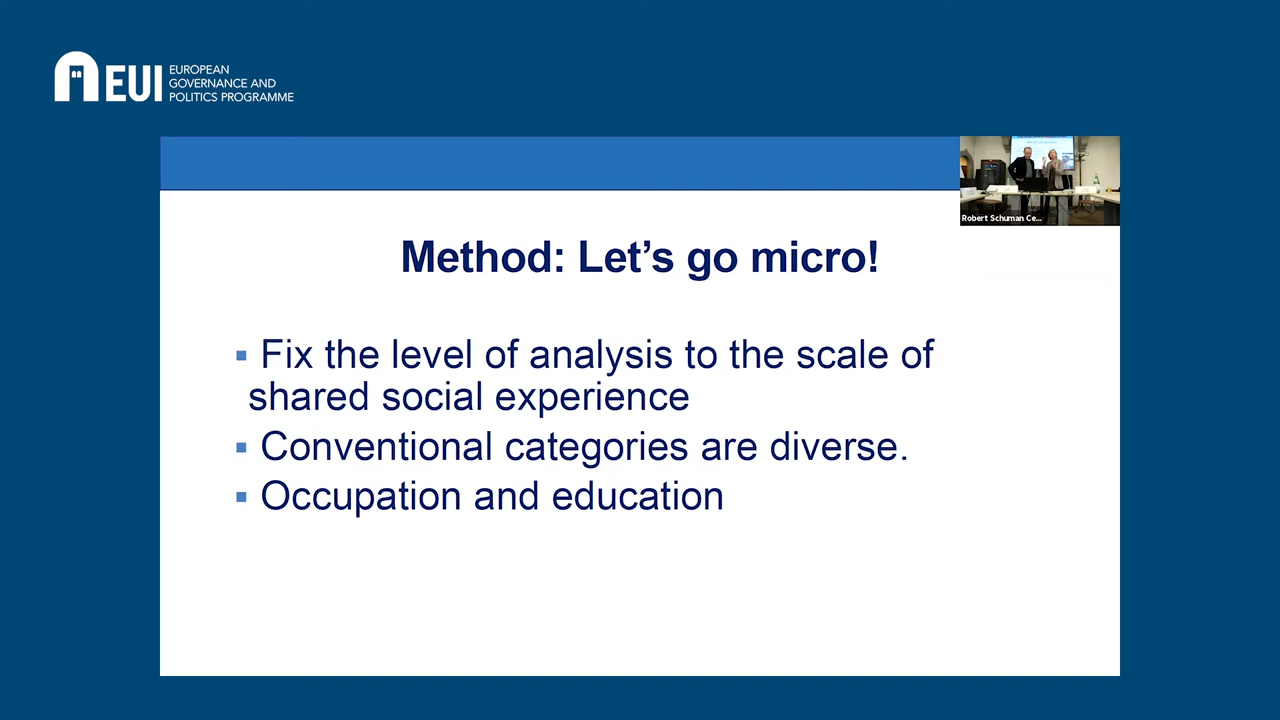 EUI
EUROPEAN
GOVERNANCE AND
POLITICS PROGRAMME
Robert Schuman Ce...
Method: Let's go micro!
▪ Fix the level of analysis to the scale of
shared social experience
▪ Conventional categories are diverse.
▪ Occupation and education